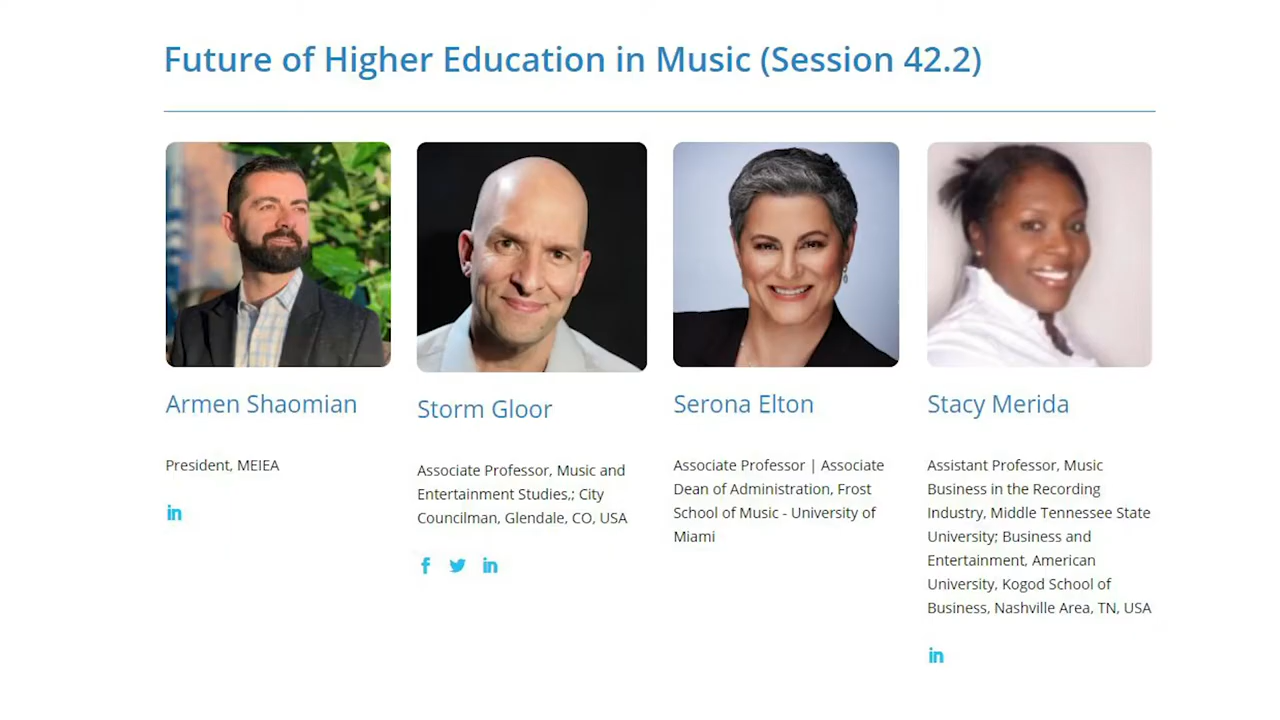 Future of Higher Education in Music (Session 42.2)
Armen Shaomian
President, MEIEA
in
Storm Gloor
Associate Professor, Music and
Entertainment Studies,; City
Councilman, Glendale, CO, USA
f in
Serona Elton
Associate Professor | Associate
Dean of Administration, Frost
School of Music - University of
Miami
Stacy Merida
Assistant Professor, Music
Business in the Recording
Industry, Middle Tennessee State
University; Business and
Entertainment, American
University, Kogod School of
Business, Nashville Area, TN, USA
in